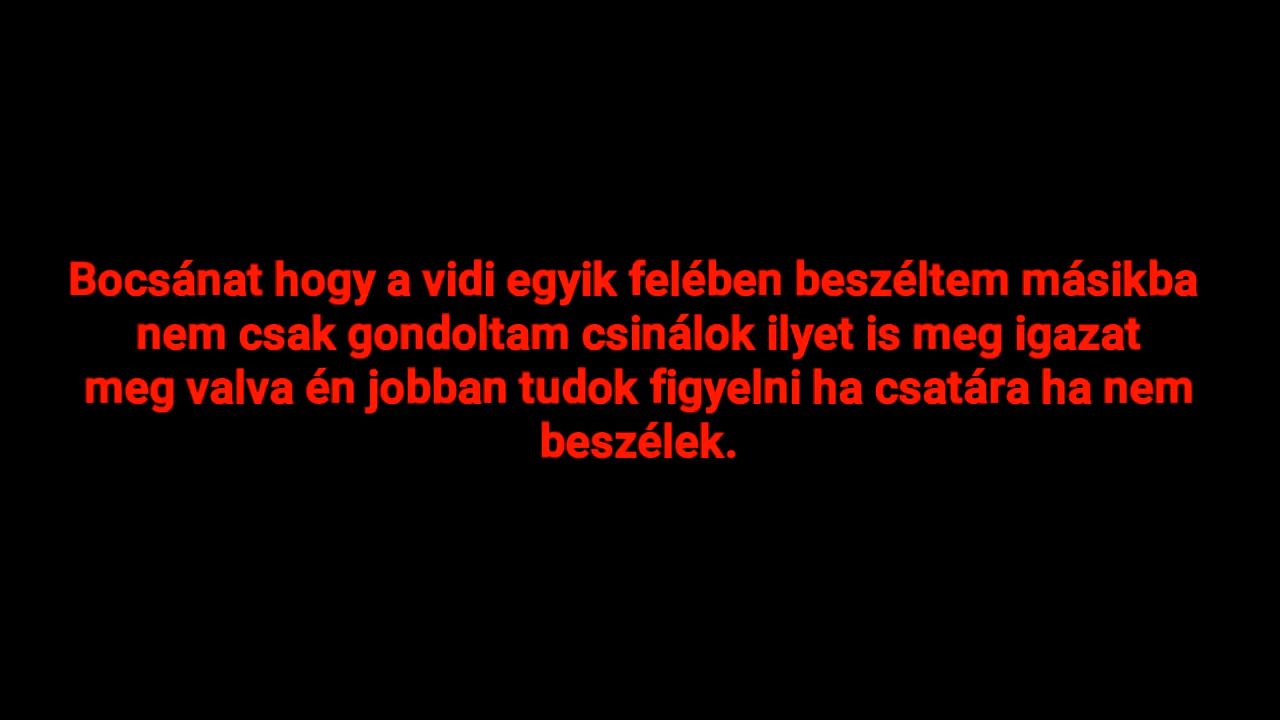 Bocsánat hogy a vidi egyik felében beszéltem másikba
nem csak gondoltam csinálok ilyet is meg igazat
meg valva én jobban tudok figyelni ha csatára ha nem
beszélek.